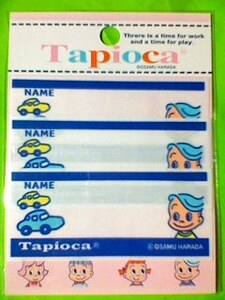 There is a time for work
and a time for play.
Tapioca®
©OSAMU HARADA
NAME
NAME
NAME
Tapioca®
©OSAMU HARADA